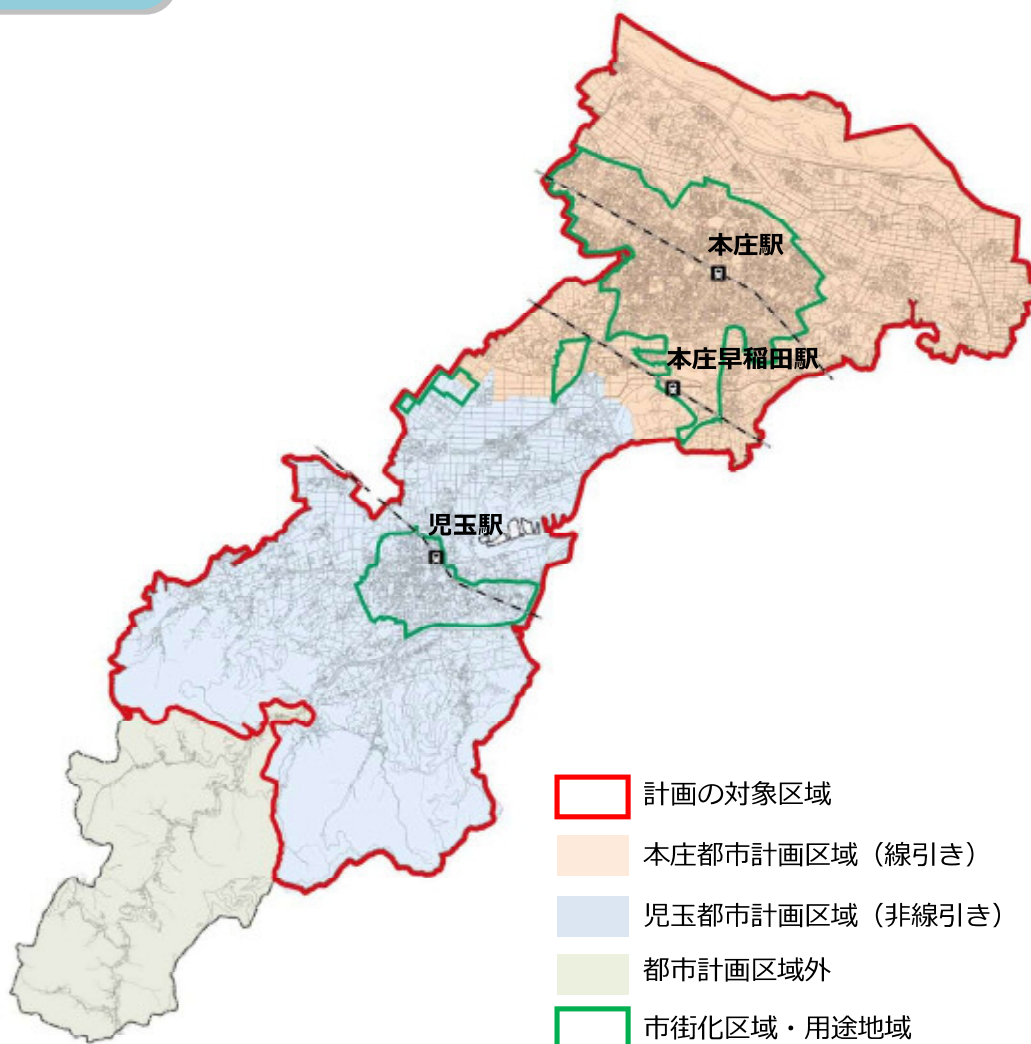 本庄駅
本庄早稲田駅
児玉駅
計画の対象区域
本庄都市計画区域（線引き）
児玉都市計画区域（非線引き）
都市計画区域外
市街化区域・用途地域